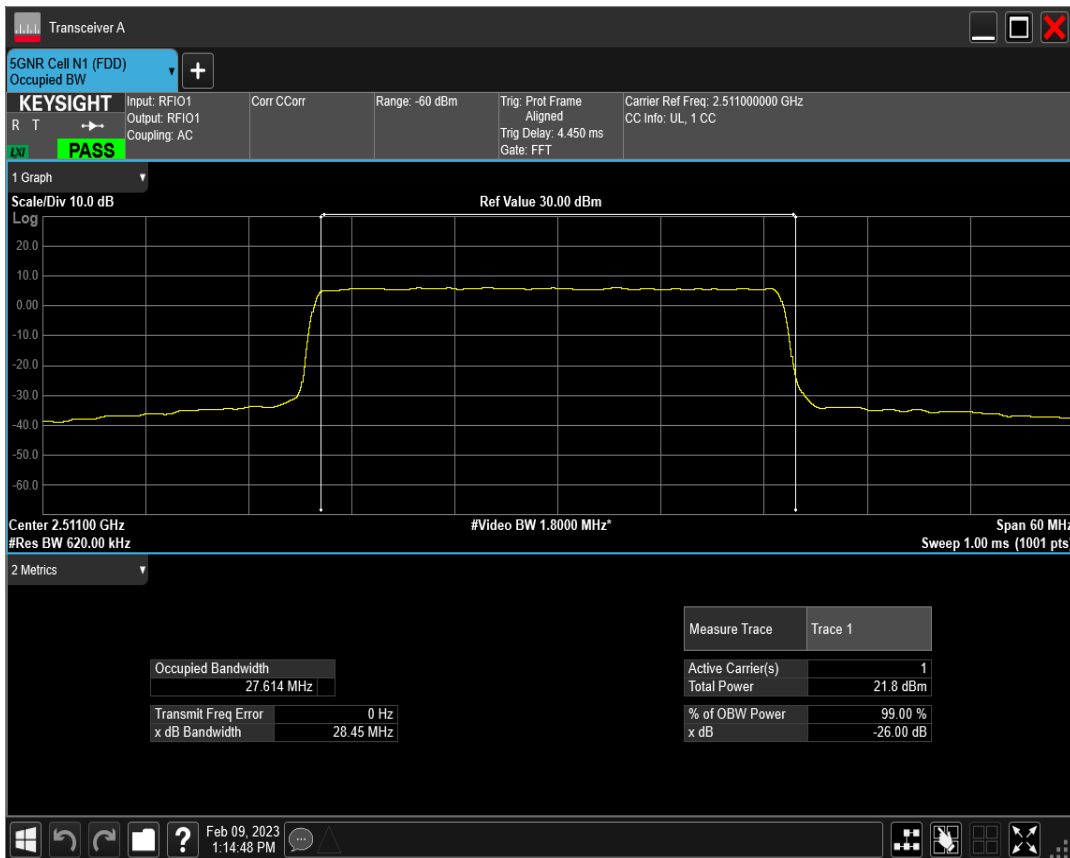 Transceiver A
5GNR Cell N1 (FDD)
Occupied BW
KEYSIGHT
R T
LXI
PASS
Input: RFIO1
Output: RFIO1
Coupling: AC
Corr CCorr
Range: -60 dBm
Trig: Prot Frame
Aligned
Trig Delay: 4.450 ms
Gate: FFT
Carrier Ref Freq: 2.511000000 GHz
CC Info: UL, 1 CC
1 Graph
Scale/Div 10.0 dB
Ref Value 30.00 dBm
Log
20.0
10.0
0.00
-10.0
-20.0
-30.0
-40.0
-50.0
-60.0
Center 2.51100 GHz
#Video BW 1.8000 MHz*
Span 60 MHz
#Res BW 620.00 kHz
Sweep 1.00 ms (1001 pts)
2 Metrics
Measure Trace Trace 1
Occupied Bandwidth
27.614 MHz
Active Carrier(s) 1
Total Power 21.8 dBm
Transmit Freq Error 0 Hz
x dB Bandwidth 28.45 MHz
% of OBW Power 99.00 %
x dB -26.00 dB
Feb 09, 2023
1:14:48 PM